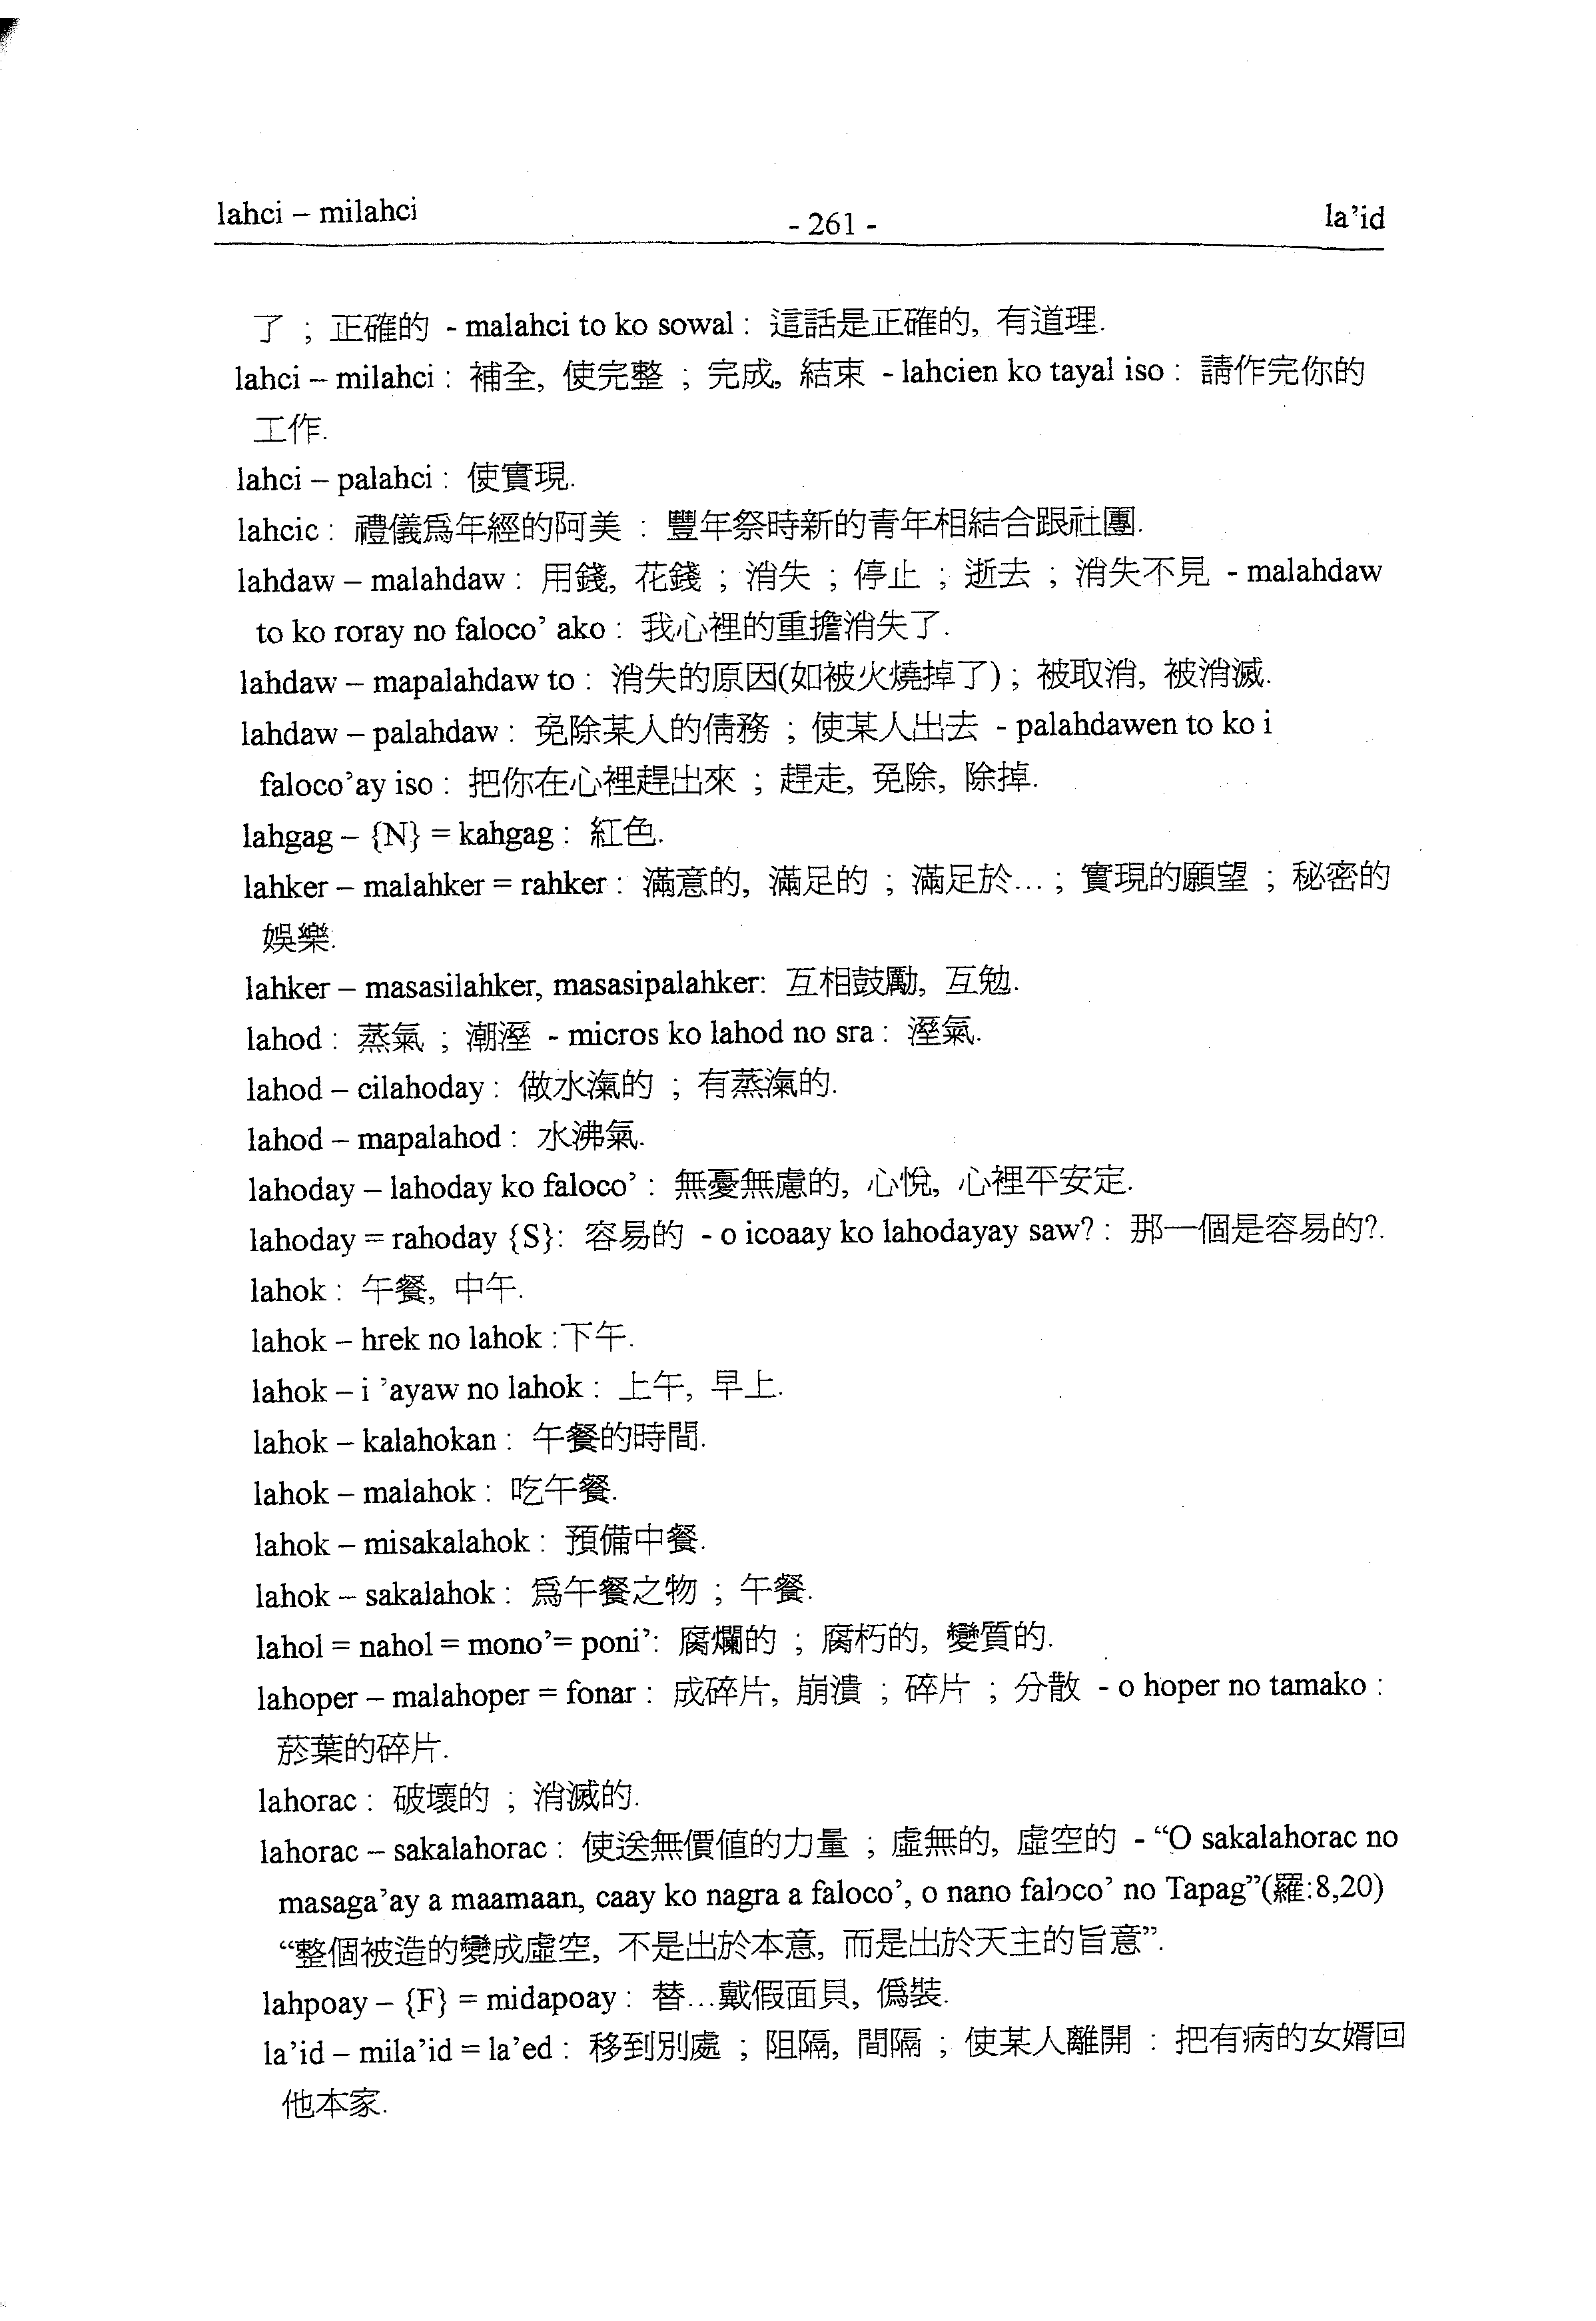 lahci – milahci - 261 - la’id
了 ; 正確的 - malahci to ko sowal : 這話是正確的, 有道理.
lahci – milahci : 補全, 使完整 ; 完成, 結束 - lahcien ko tayal iso : 請作完你的
工作.
lahci – palahci : 使實現.
lahcic : 禮儀爲年經的阿美 : 豐年祭時新的青年相結合跟社團.
lahdaw – malahdaw : 用錢, 花錢 ; 消失 ; 停止 ; 逝去 ; 消失不見 - malahdaw
to ko roray no faloco’ ako : 我心裡的重擔消失了.
lahdaw – mapalahdaw to : 消失的原因(如被火燒掉了) ; 被取消, 被消滅.
lahdaw – palahdaw : 免除某人的債務 ; 使某人出去 - palahdawen to ko i
faloco’ay iso : 把你在心裡趕出來 ; 趕走, 免除, 除掉.
lahgag – {N} = kahgag : 紅色.
lahker – malahker = rahker : 滿意的, 滿足的 ; 滿足於... ; 實現的願望 ; 秘密的
娛樂.
lahker – masasilahker, masasipalahker: 互相鼓勵, 互勉.
lahod : 蒸氣 ; 潮溼 - micros ko lahod no sra : 溼氣.
lahod – cilahoday : 做水滊的 ; 有蒸滊的.
lahod – mapalahod : 水沸氣.
lahoday – lahoday ko faloco’ : 無憂無慮的, 心悅, 心裡平安定.
lahoday = rahoday {S}: 容易的 - o icoaay ko lahodayay saw? : 那一個是容易的?.
lahok : 午餐, 中午.
lahok – hrek no lahok :下午.
lahok – i ’ayaw no lahok : 上午, 早上.
lahok – kalahokan : 午餐的時間.
lahok – malahok : 吃午餐.
lahok – misakalahok : 預備中餐.
lahok – sakalahok : 爲午餐之物 ; 午餐.
lahol = nahol = mono’= poni’: 腐爛的 ; 腐朽的, 變質的.
lahoper – malahoper = fonar : 成碎片, 崩潰 ; 碎片 ; 分散 - o hoper no tamako :
菸葉的碎片.
lahorac : 破壞的 ; 消滅的.
lahorac – sakalahorac : 使送無價值的力量 ; 虛無的, 虛空的 - “O sakalahorac no
masaga’ay a maamaan, caay ko nagra a faloco’, o nano faloco’ no Tapag”(羅:8,20)
“整個被造的變成虛空, 不是出於本意, 而是出於天主的旨意”.
lahpoay – {F} = midapoay : 替...戴假面貝, 僞裝.
la’id – mila’id = la’ed : 移到別處 ; 阻隔, 間隔 ; 使某人離開 : 把有病的女婿回
他本家.